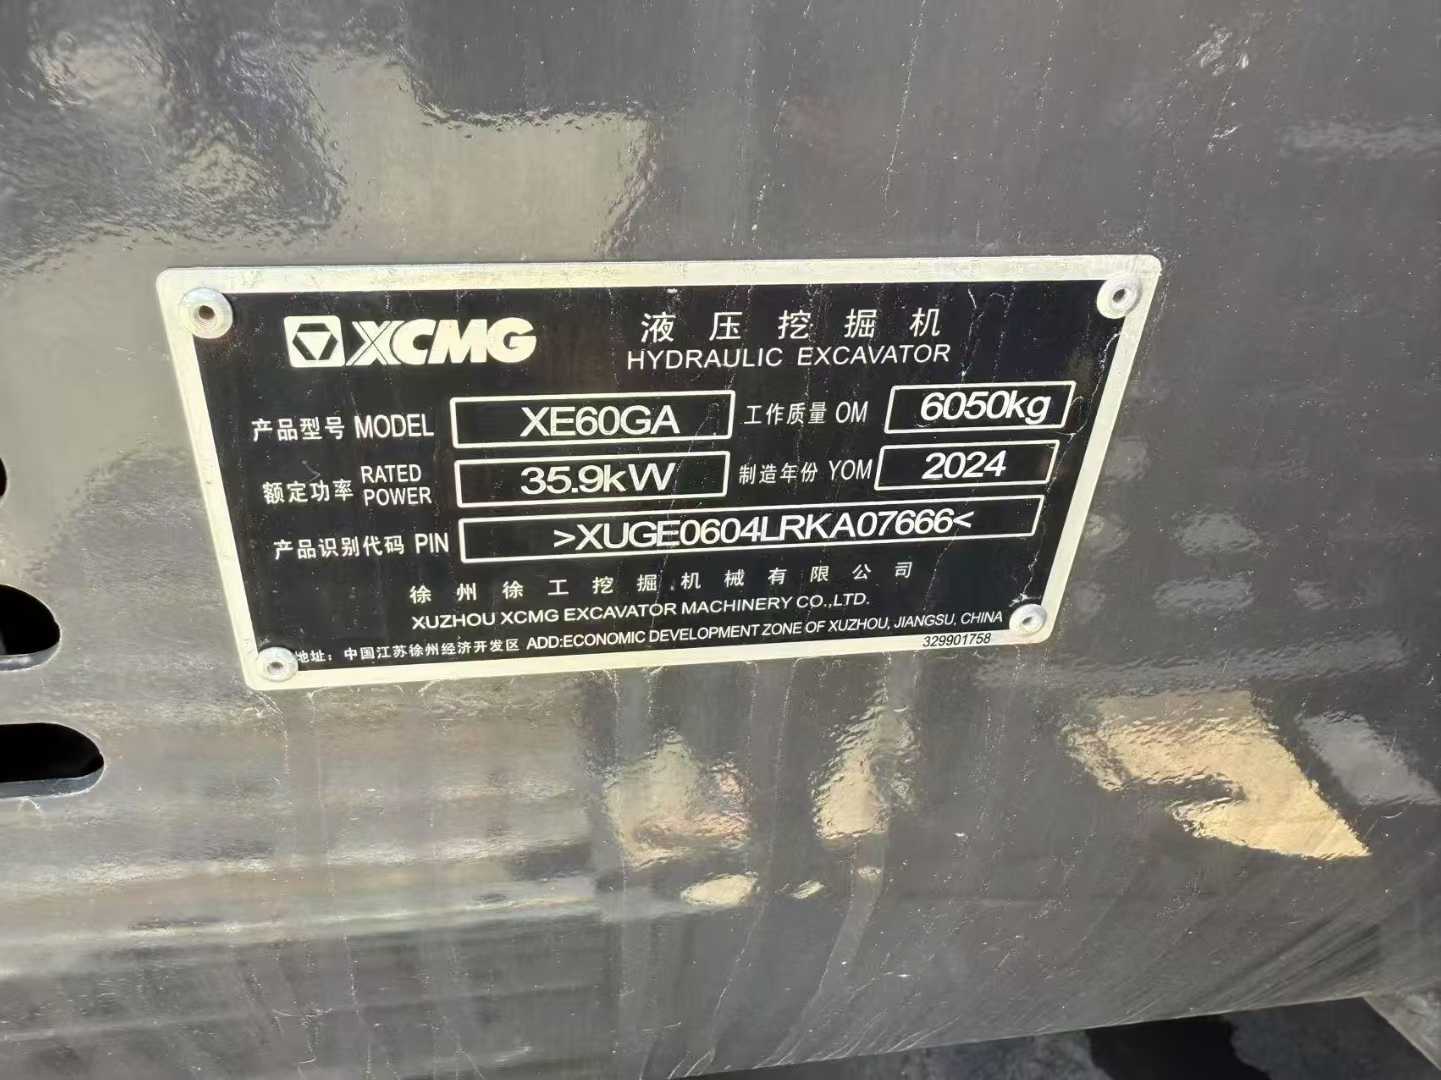 XCMG
液压挖掘机
HYDRAULIC EXCAVATOR
产品型号 MODEL XE60GA 工作质量 OM 6050kg
额定功率 RATED POWER 35.9kW 制造年份 YOM 2024
产品识别代码 PIN >XUGE0604LRKA07666<
徐州徐工挖掘机械有限公司
XUZHOU XCMG EXCAVATOR MACHINERY CO.,LTD.
地址：中国江苏徐州经济开发区 ADD:ECONOMIC DEVELOPMENT ZONE OF XUZHOU, JIANGSU, CHINA
329901758